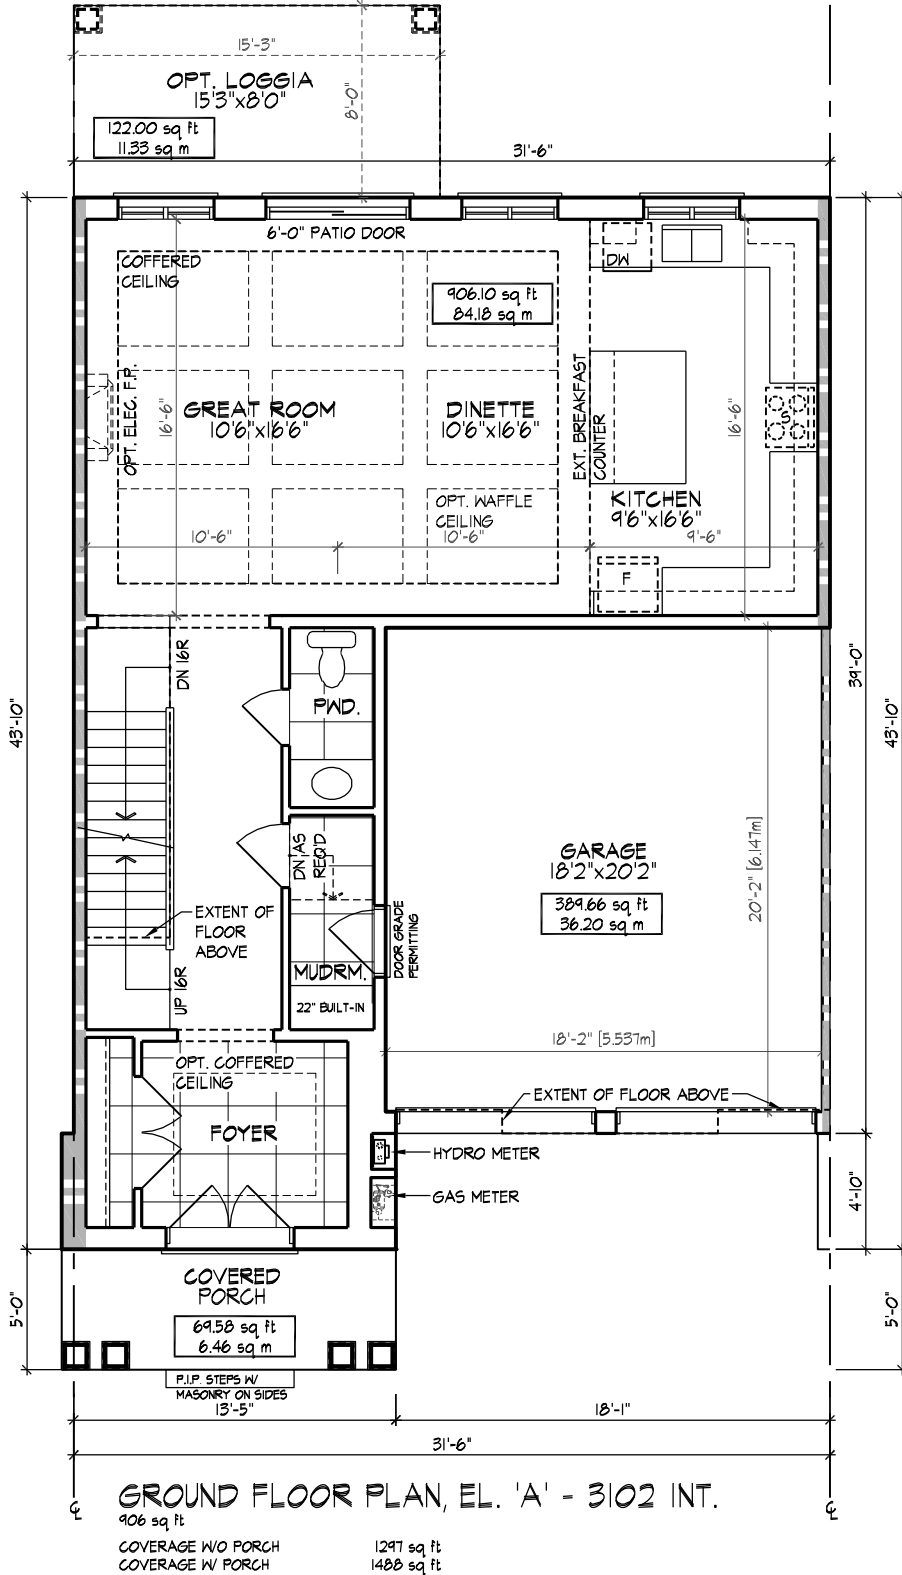 15'-3"
OPT. LOGGIA
15'3"x8'0"
8'-0"
122.00 sq ft
11.33 sq m
31'-6"
6'-0" PATIO DOOR
COFFERED
CEILING
DW
906.10 sq ft
84.18 sq m
OPT. ELEC. F.P.
16'-6"
GREAT ROOM
10'6"x16'6"
DINETTE
10'6"x16'6"
EXT. BREAKFAST
COUNTER
16'-6"
S
KITCHEN
9'6"x16'6"
OPT. WAFFLE
CEILING
10'-6"
10'-6"
9'-6"
F
DN 16R
PWD.
39'-0"
43'-10"
43'-10"
DN AS
REQ'D
GARAGE
18'2"x20'2"
389.66 sq ft
36.20 sq m
20'-2" [6.147m]
EXTENT OF
FLOOR
ABOVE
DOOR GRADE
PERMITTING
MUDRM.
UP 16R
22" BUILT-IN
18'-2" [5.537m]
OPT. COFFERED
CEILING
EXTENT OF FLOOR ABOVE
FOYER
HYDRO METER
GAS METER
4'-10"
COVERED
PORCH
69.58 sq ft
6.46 sq m
5'-0"
5'-0"
P.I.P. STEPS W/
MASONRY ON SIDES
13'-5"
18'-1"
31'-6"
GROUND FLOOR PLAN, EL. 'A' - 3102 INT.
906 sq ft
COVERAGE W/O PORCH 1297 sq ft
COVERAGE W/ PORCH 1488 sq ft